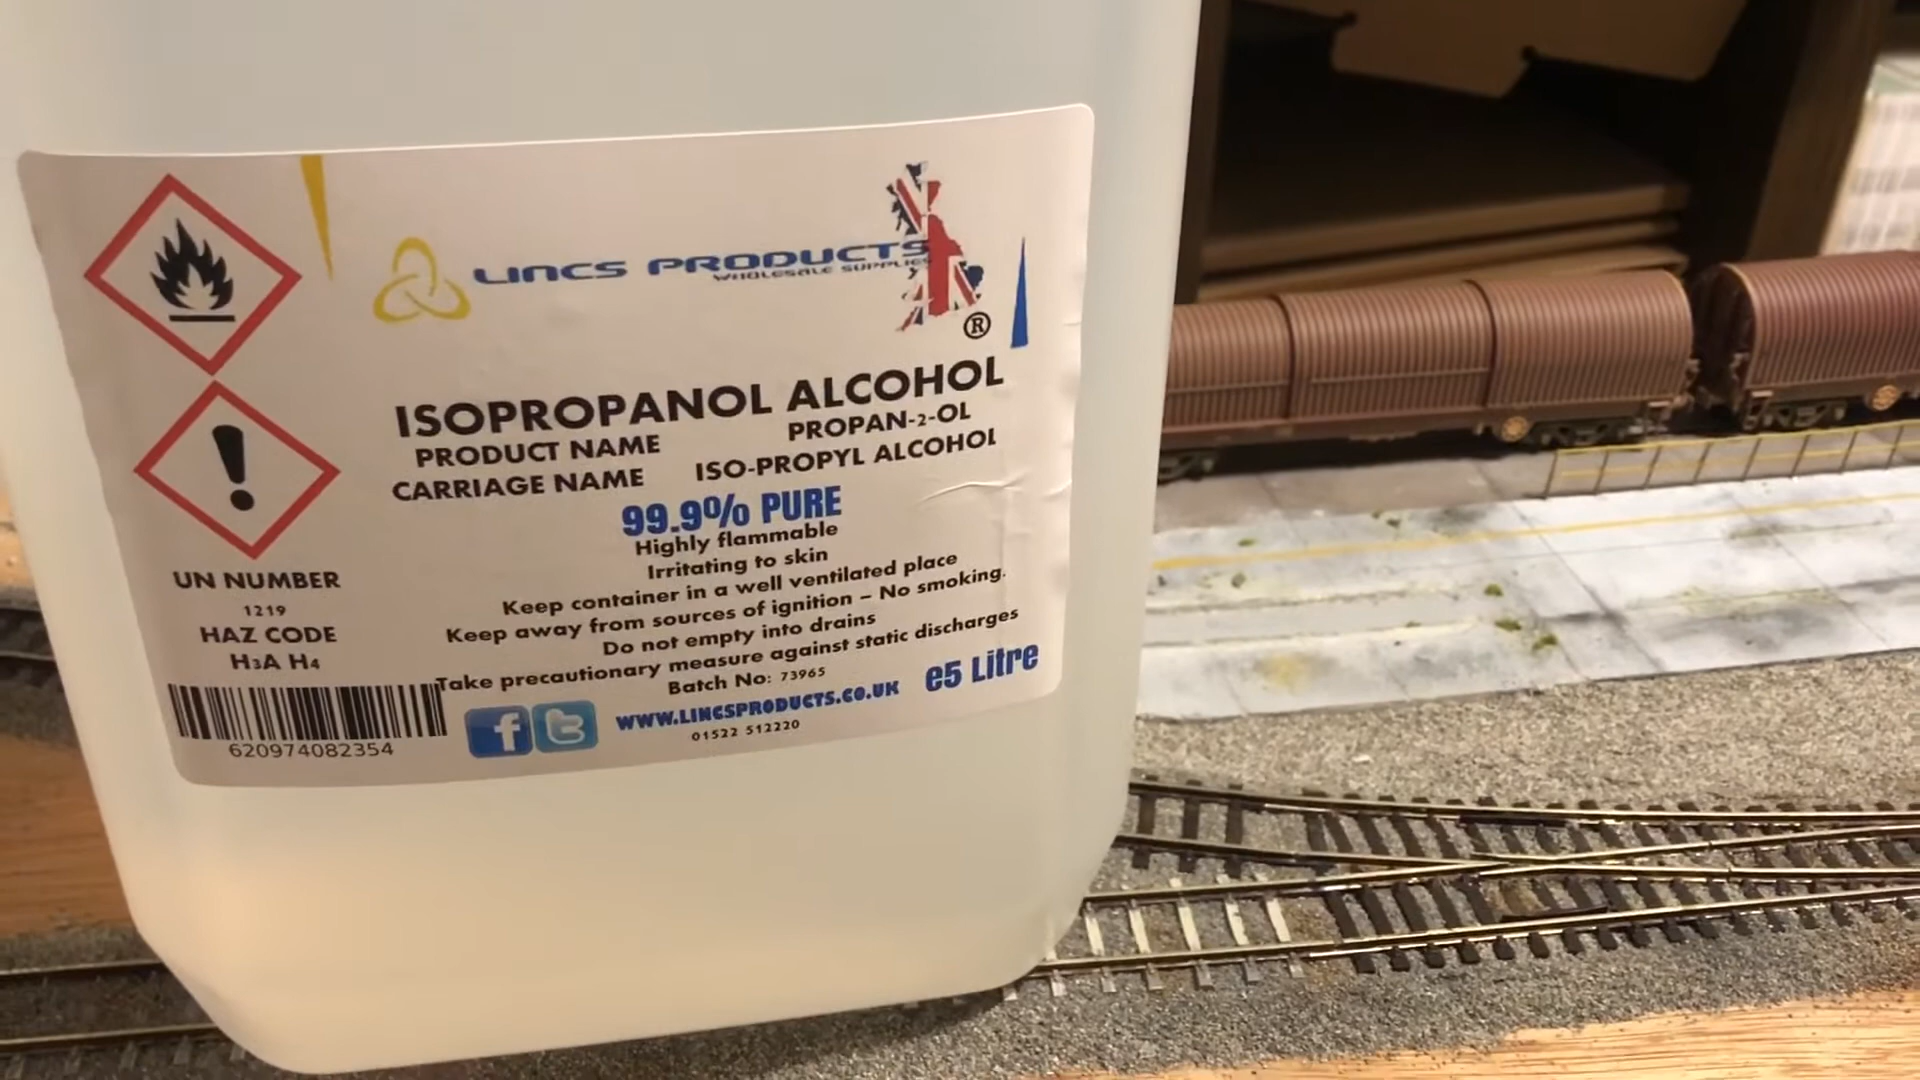 LINCS PRODUCTS
WHOLESALE SUPPLIES
®
ISOPROPANOL ALCOHOL
PRODUCT NAME PROPAN-2-OL
CARRIAGE NAME ISO-PROPYL ALCOHOL
99.9% PURE
Highly flammable
Irritating to skin
Keep container in a well ventilated place
Keep away from sources of ignition – No smoking.
Do not empty into drains
Take precautionary measure against static discharges
Batch No: 73965
e5 Litre
WWW.LINCSPRODUCTS.CO.UK
01522 512220
UN NUMBER
1219
HAZ CODE
H3A H4
620974082354